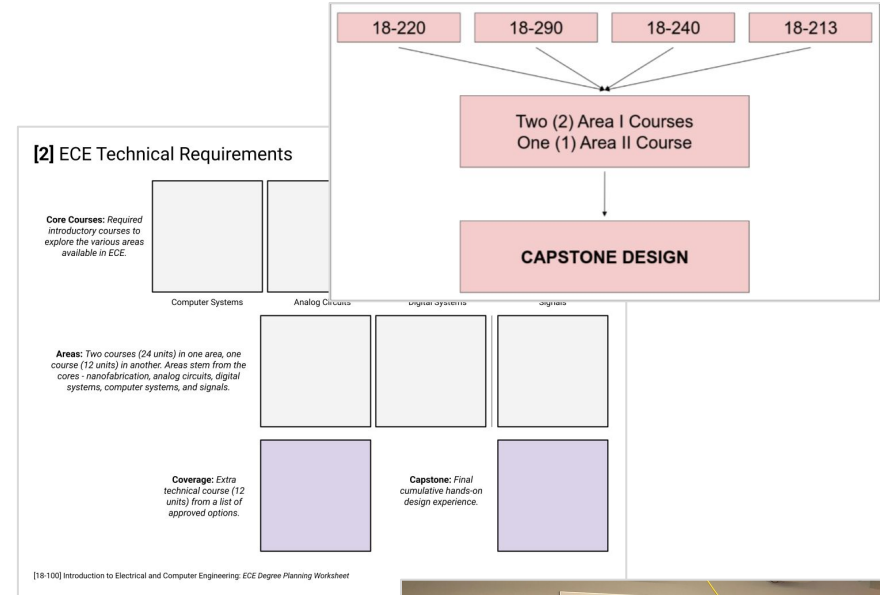 18-220
18-290
18-240
18-213
Two (2) Area I Courses
One (1) Area II Course
CAPSTONE DESIGN
[2] ECE Technical Requirements
Core Courses: Required
introductory courses to
explore the various areas
available in ECE.
Computer Systems
Analog Circuits
Digital Systems
Signals
Areas: Two courses (24 units) in one area, one
course (12 units) in another. Areas stem from the
cores - nanofabrication, analog circuits, digital
systems, computer systems, and signals.
Coverage: Extra
technical course (12
units) from a list of
approved options.
Capstone: Final
cumulative hands-on
design experience.
[18-100] Introduction to Electrical and Computer Engineering: ECE Degree Planning Worksheet